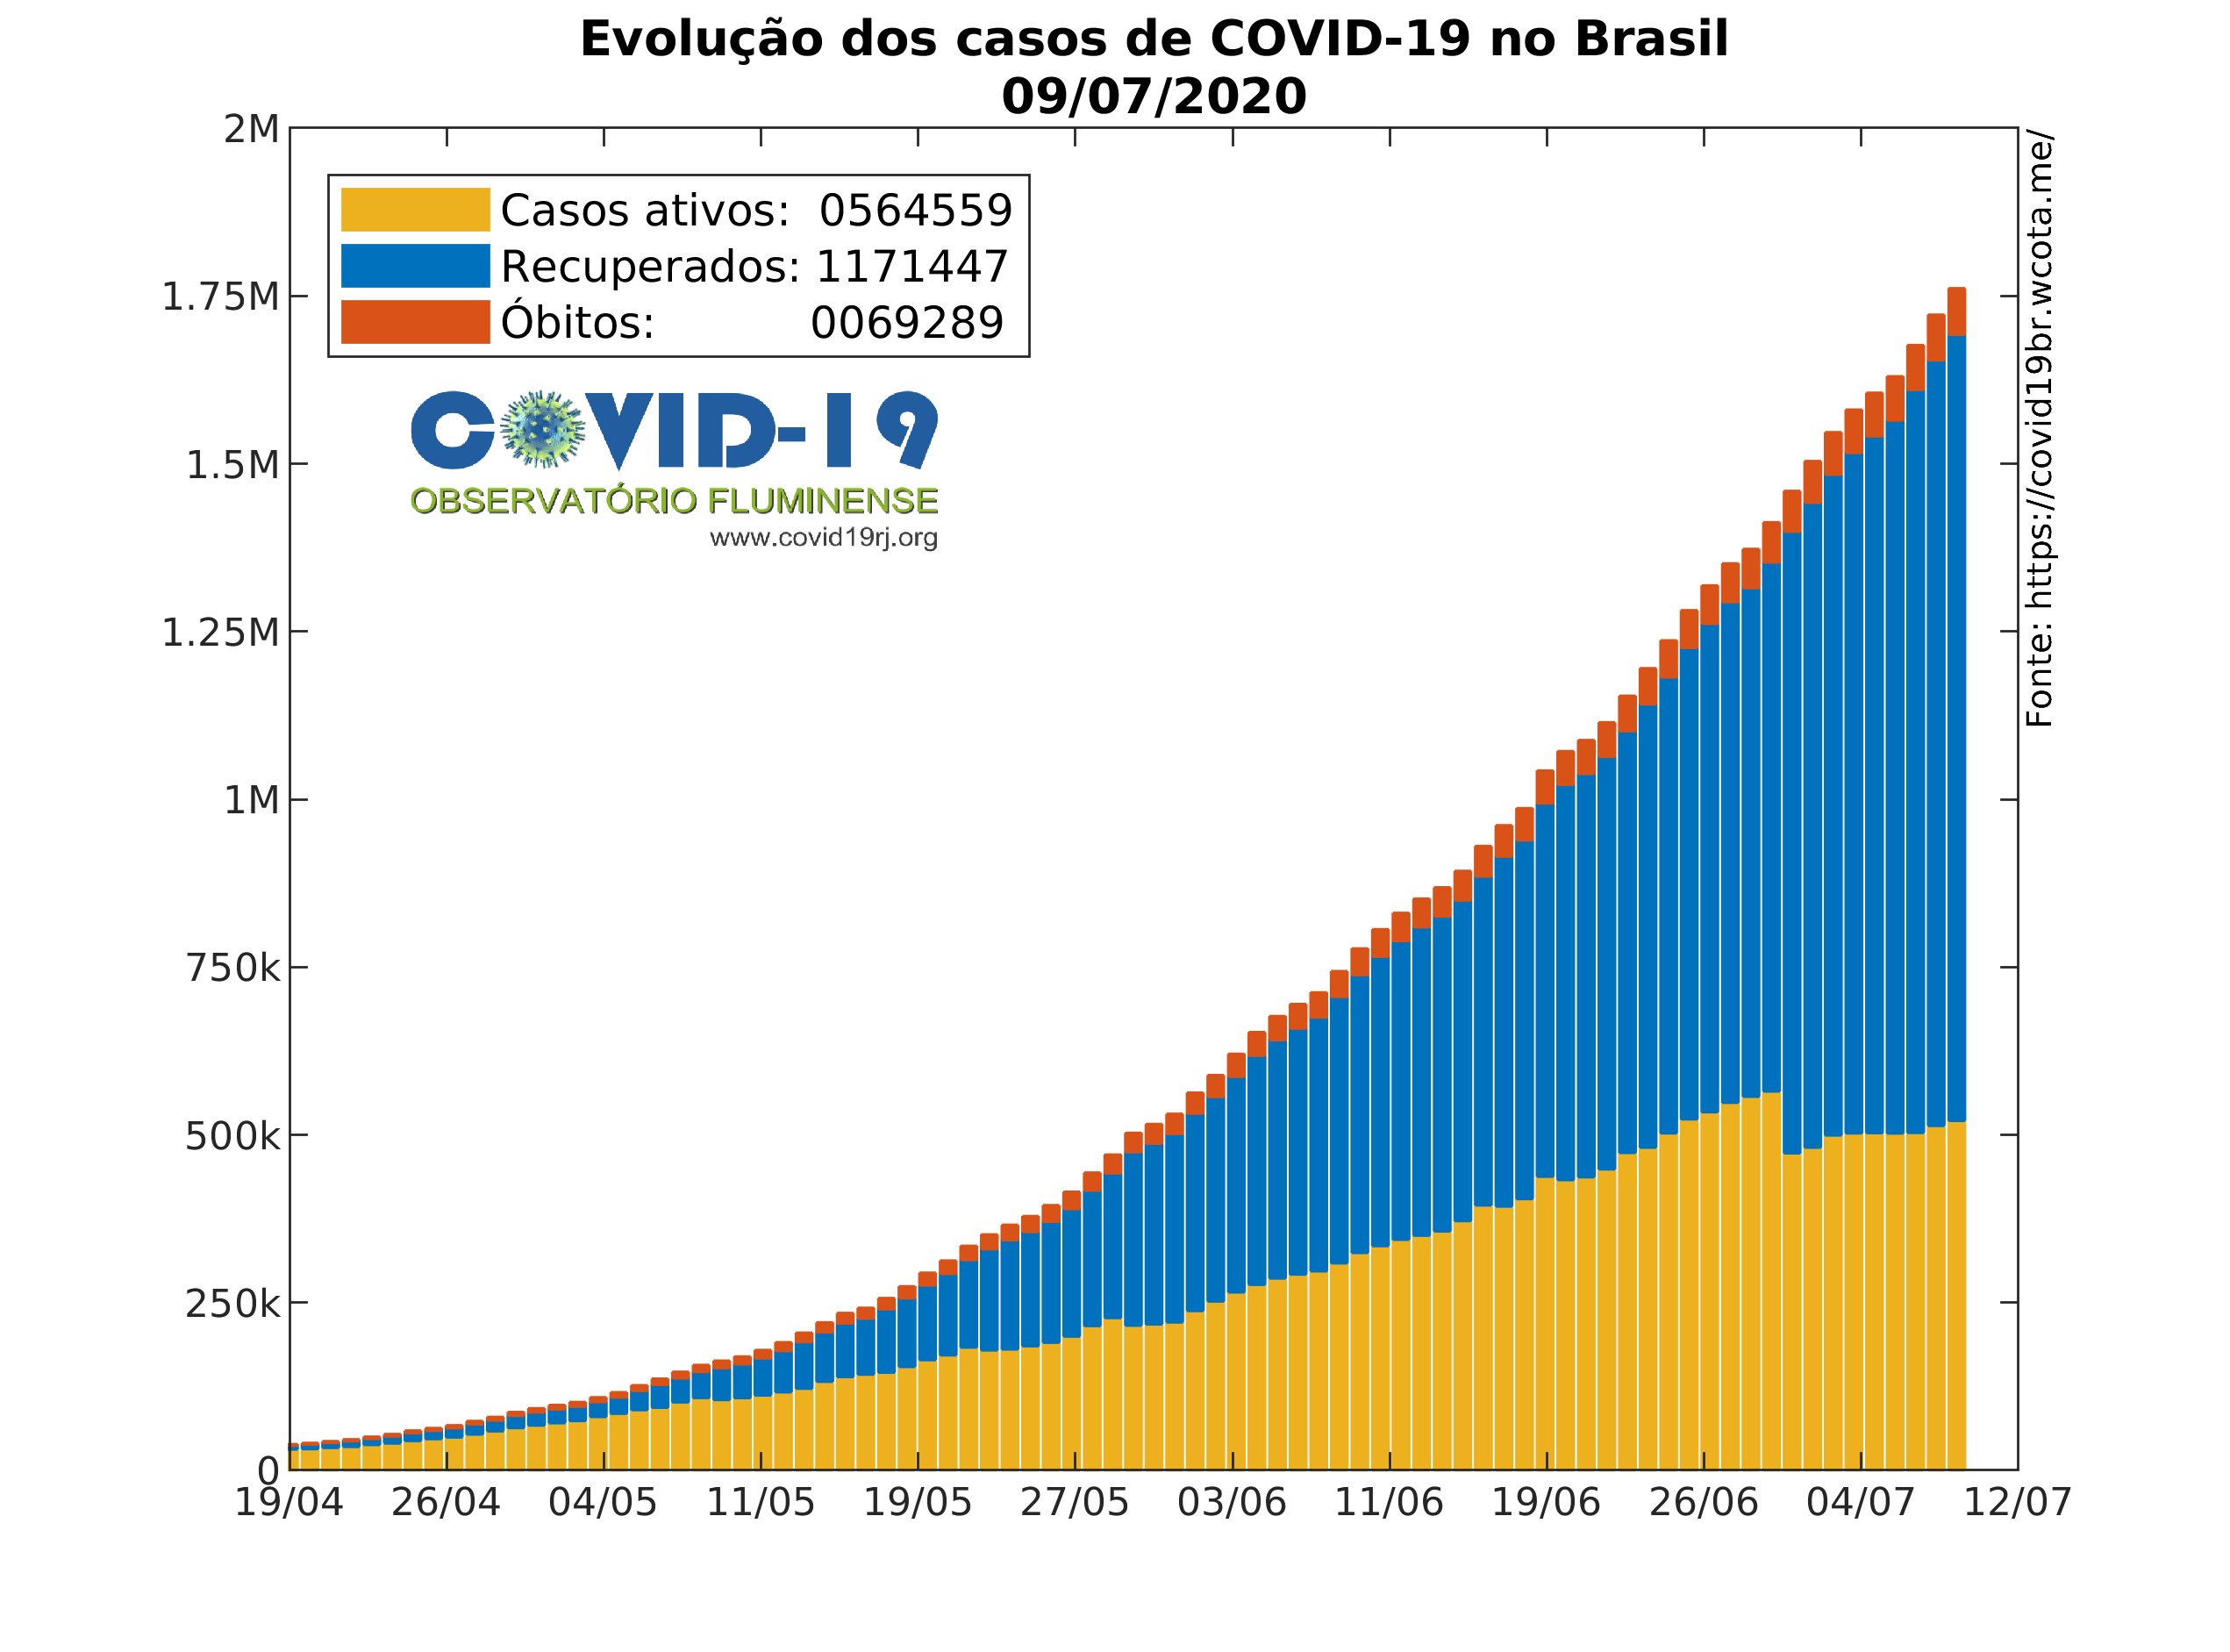 Evolução dos casos de COVID-19 no Brasil
09/07/2020
Casos ativos: 0564559
Recuperados: 1171447
Óbitos: 0069289
COVID-19
OBSERVATÓRIO FLUMINENSE
www.covid19rj.org
Fonte: https://covid19br.wcota.me/
2M
1.75M
1.5M
1.25M
1M
750k
500k
250k
0
19/04 26/04 04/05 11/05 19/05 27/05 03/06 11/06 19/06 26/06 04/07 12/07